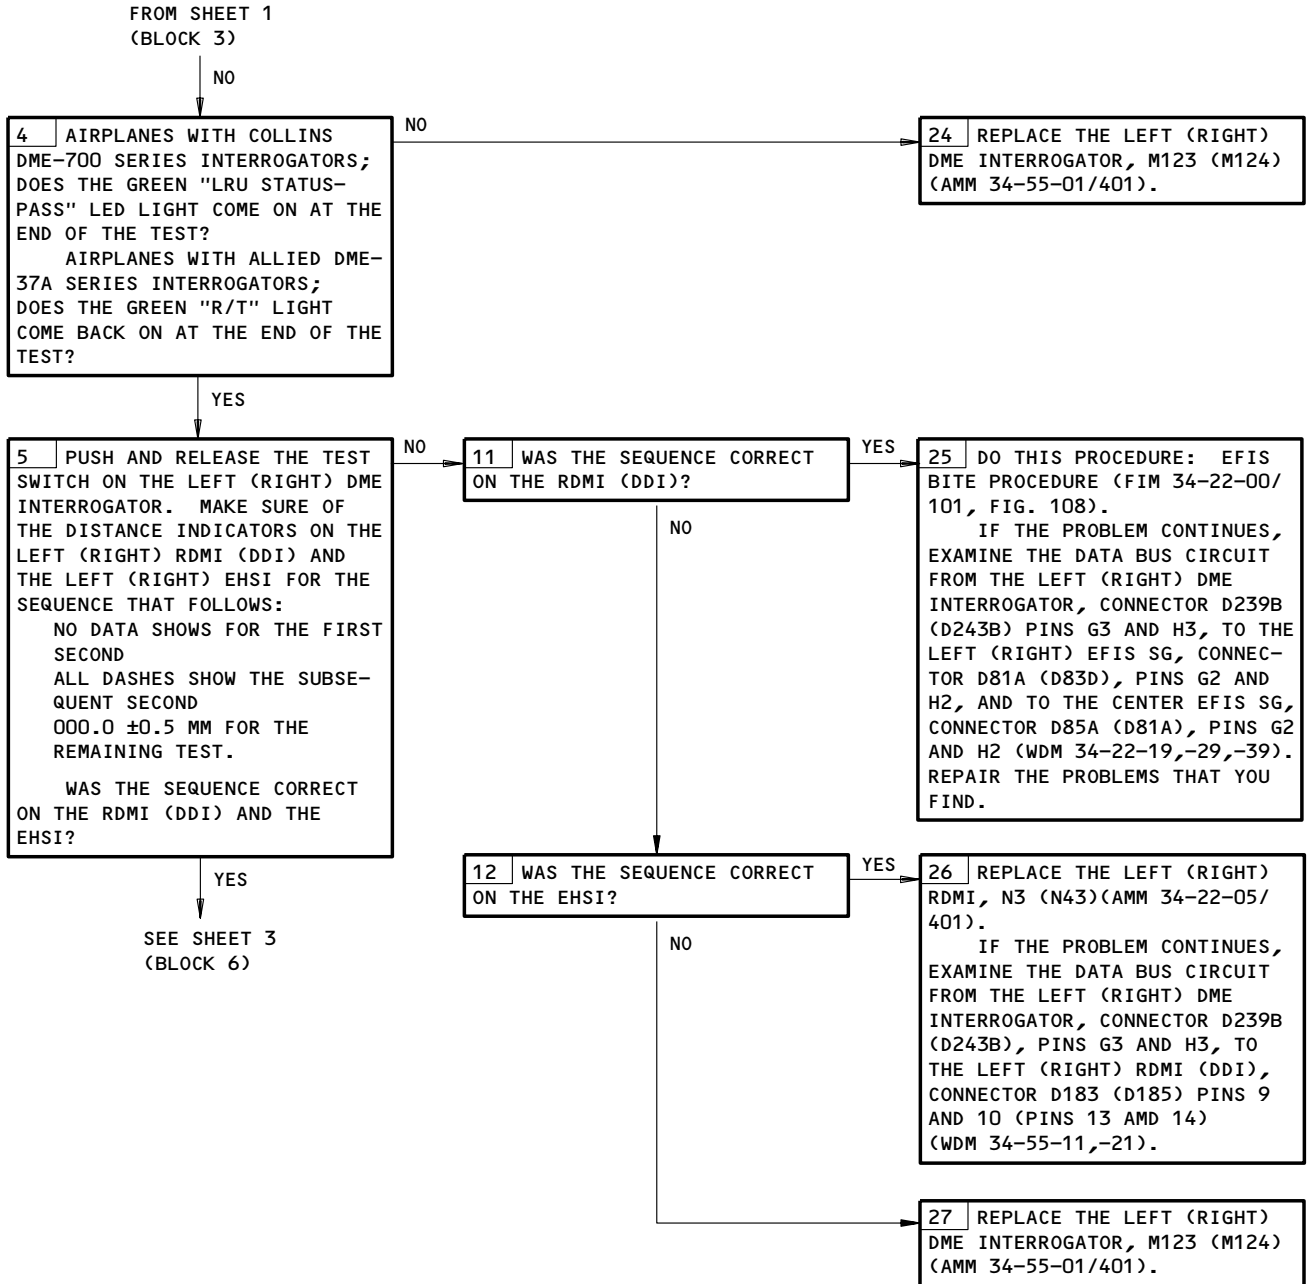 FROM SHEET 1
(BLOCK 3)
NO
4 AIRPLANES WITH COLLINS
DME-700 SERIES INTERROGATORS;
DOES THE GREEN "LRU STATUS-
PASS" LED LIGHT COME ON AT THE
END OF THE TEST?
AIRPLANES WITH ALLIED DME-
37A SERIES INTERROGATORS;
DOES THE GREEN "R/T" LIGHT
COME BACK ON AT THE END OF THE
TEST?
NO
24 REPLACE THE LEFT (RIGHT)
DME INTERROGATOR, M123 (M124)
(AMM 34-55-01/401).
YES
5 PUSH AND RELEASE THE TEST
SWITCH ON THE LEFT (RIGHT) DME
INTERROGATOR. MAKE SURE OF
THE DISTANCE INDICATORS ON THE
LEFT (RIGHT) RDMI (DDI) AND
THE LEFT (RIGHT) EHSI FOR THE
SEQUENCE THAT FOLLOWS:
NO DATA SHOWS FOR THE FIRST
SECOND
ALL DASHES SHOW THE SUBSE-
QUENT SECOND
000.0 ±0.5 MM FOR THE
REMAINING TEST.
WAS THE SEQUENCE CORRECT
ON THE RDMI (DDI) AND THE
EHSI?
NO
11 WAS THE SEQUENCE CORRECT
ON THE RDMI (DDI)?
YES
25 DO THIS PROCEDURE: EFIS
BITE PROCEDURE (FIM 34-22-00/
101, FIG. 108).
IF THE PROBLEM CONTINUES,
EXAMINE THE DATA BUS CIRCUIT
FROM THE LEFT (RIGHT) DME
INTERROGATOR, CONNECTOR D239B
(D243B) PINS G3 AND H3, TO THE
LEFT (RIGHT) EFIS SG, CONNEC-
TOR D81A (D83D), PINS G2 AND
H2, AND TO THE CENTER EFIS SG,
CONNECTOR D85A (D81A), PINS G2
AND H2 (WDM 34-22-19,-29,-39).
REPAIR THE PROBLEMS THAT YOU
FIND.
NO
YES
SEE SHEET 3
(BLOCK 6)
12 WAS THE SEQUENCE CORRECT
ON THE EHSI?
YES
26 REPLACE THE LEFT (RIGHT)
RDMI, N3 (N43)(AMM 34-22-05/
401).
IF THE PROBLEM CONTINUES,
EXAMINE THE DATA BUS CIRCUIT
FROM THE LEFT (RIGHT) DME
INTERROGATOR, CONNECTOR D239B
(D243B), PINS G3 AND H3, TO
THE LEFT (RIGHT) RDMI (DDI),
CONNECTOR D183 (D185) PINS 9
AND 10 (PINS 13 AMD 14)
(WDM 34-55-11,-21).
NO
27 REPLACE THE LEFT (RIGHT)
DME INTERROGATOR, M123 (M124)
(AMM 34-55-01/401).